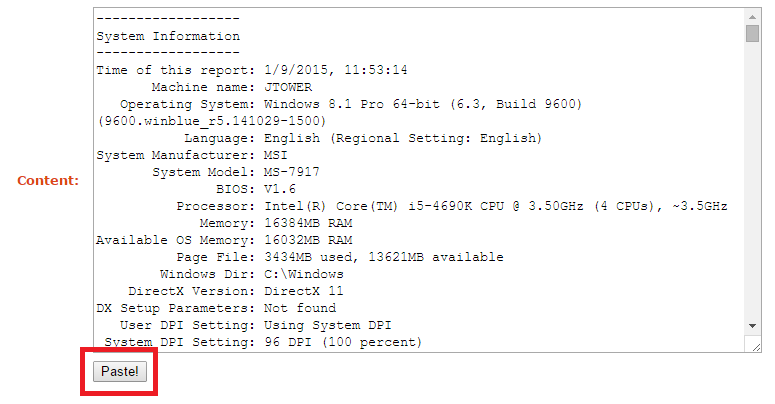 ------------------
System Information
------------------
Time of this report: 1/9/2015, 11:53:14
Machine name: JTOWER
Operating System: Windows 8.1 Pro 64-bit (6.3, Build 9600)
(9600.winblue_r5.141029-1500)
Language: English (Regional Setting: English)
System Manufacturer: MSI
System Model: MS-7917
BIOS: V1.6
Processor: Intel(R) Core(TM) i5-4690K CPU @ 3.50GHz (4 CPUs), ~3.5GHz
Memory: 16384MB RAM
Available OS Memory: 16032MB RAM
Page File: 3434MB used, 13621MB available
Windows Dir: C:\Windows
DirectX Version: DirectX 11
DX Setup Parameters: Not found
User DPI Setting: Using System DPI
System DPI Setting: 96 DPI (100 percent)
Content:
Paste!